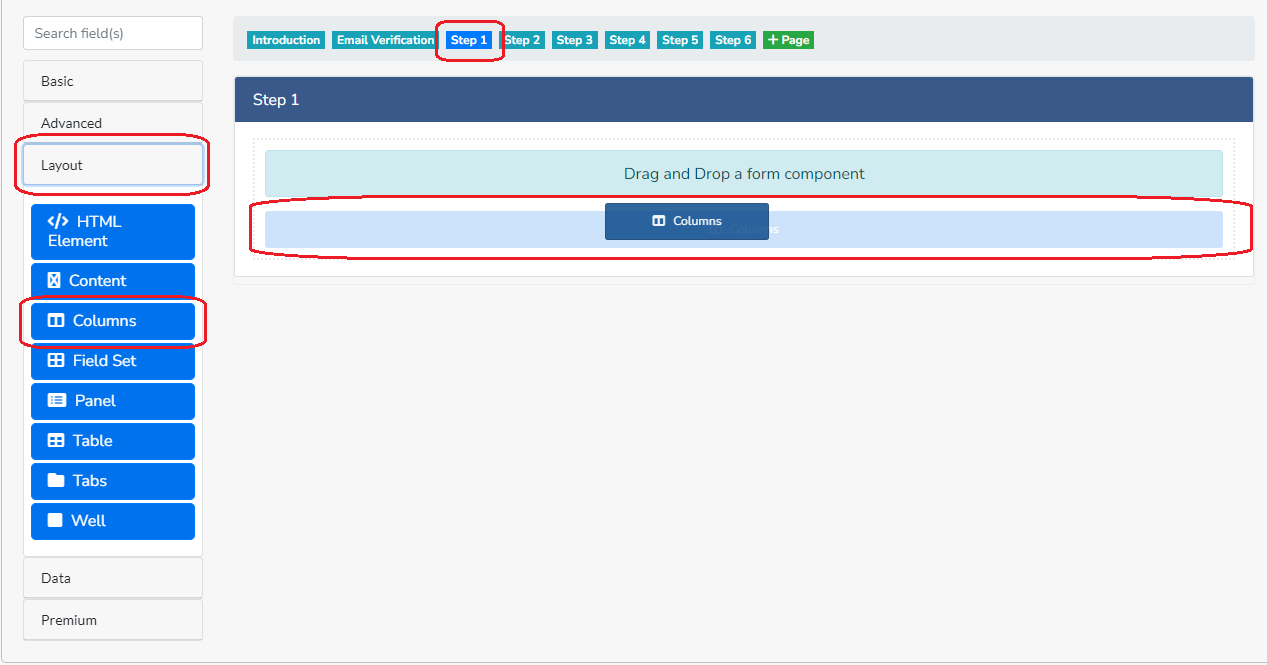 Search field(s)
Basic
Advanced
Layout
</> HTML
Element
Content
Columns
Field Set
Panel
Table
Tabs
Well
Data
Premium
Introduction Email Verification Step 1 Step 2 Step 3 Step 4 Step 5 Step 6 + Page
Step 1
Drag and Drop a form component
Columns
Columns